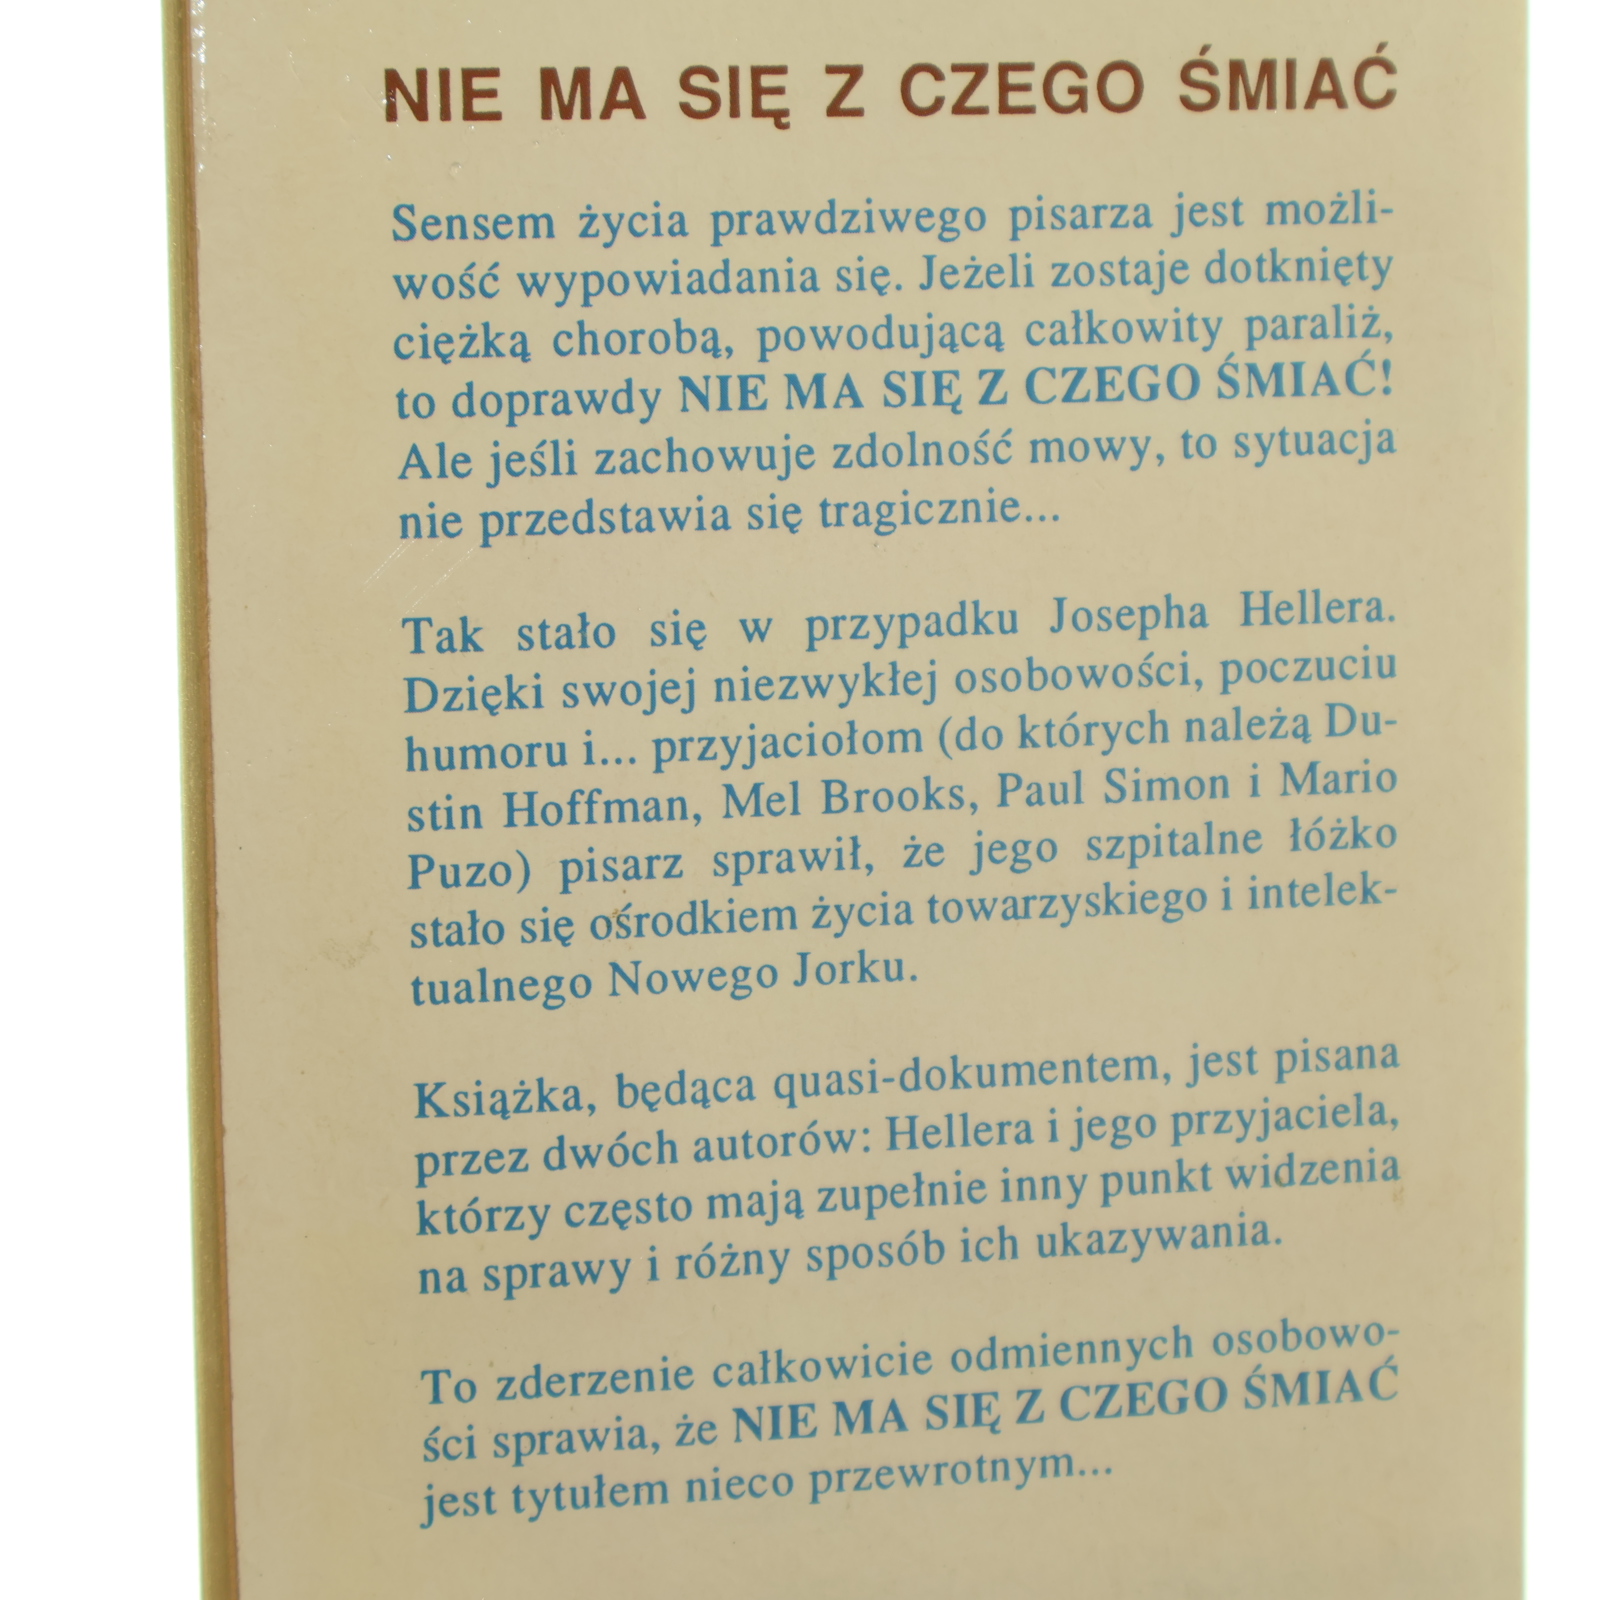 NIE MA SIĘ Z CZEGO ŚMIAĆ
Sensem życia prawdziwego pisarza jest możli-
wość wypowiadania się. Jeżeli zostaje dotknięty
ciężką chorobą, powodującą całkowity paraliż,
to doprawdy NIE MA SIĘ Z CZEGO ŚMIAĆ!
Ale jeśli zachowuje zdolność mowy, to sytuacja
nie przedstawia się tragicznie...
Tak stało się w przypadku Josepha Hellera.
Dzięki swojej niezwykłej osobowości, poczuciu
humoru i... przyjaciołom (do których należą Du-
stin Hoffman, Mel Brooks, Paul Simon i Mario
Puzo) pisarz sprawił, że jego szpitalne łóżko
stało się ośrodkiem życia towarzyskiego i intelek-
tualnego Nowego Jorku.
Książka, będąca quasi-dokumentem, jest pisana
przez dwóch autorów: Hellera i jego przyjaciela,
którzy często mają zupełnie inny punkt widzenia
na sprawy i różny sposób ich ukazywania.
To zderzenie całkowicie odmiennych osobowo-
ści sprawia, że NIE MA SIĘ Z CZEGO ŚMIAĆ
jest tytułem nieco przewrotnym...